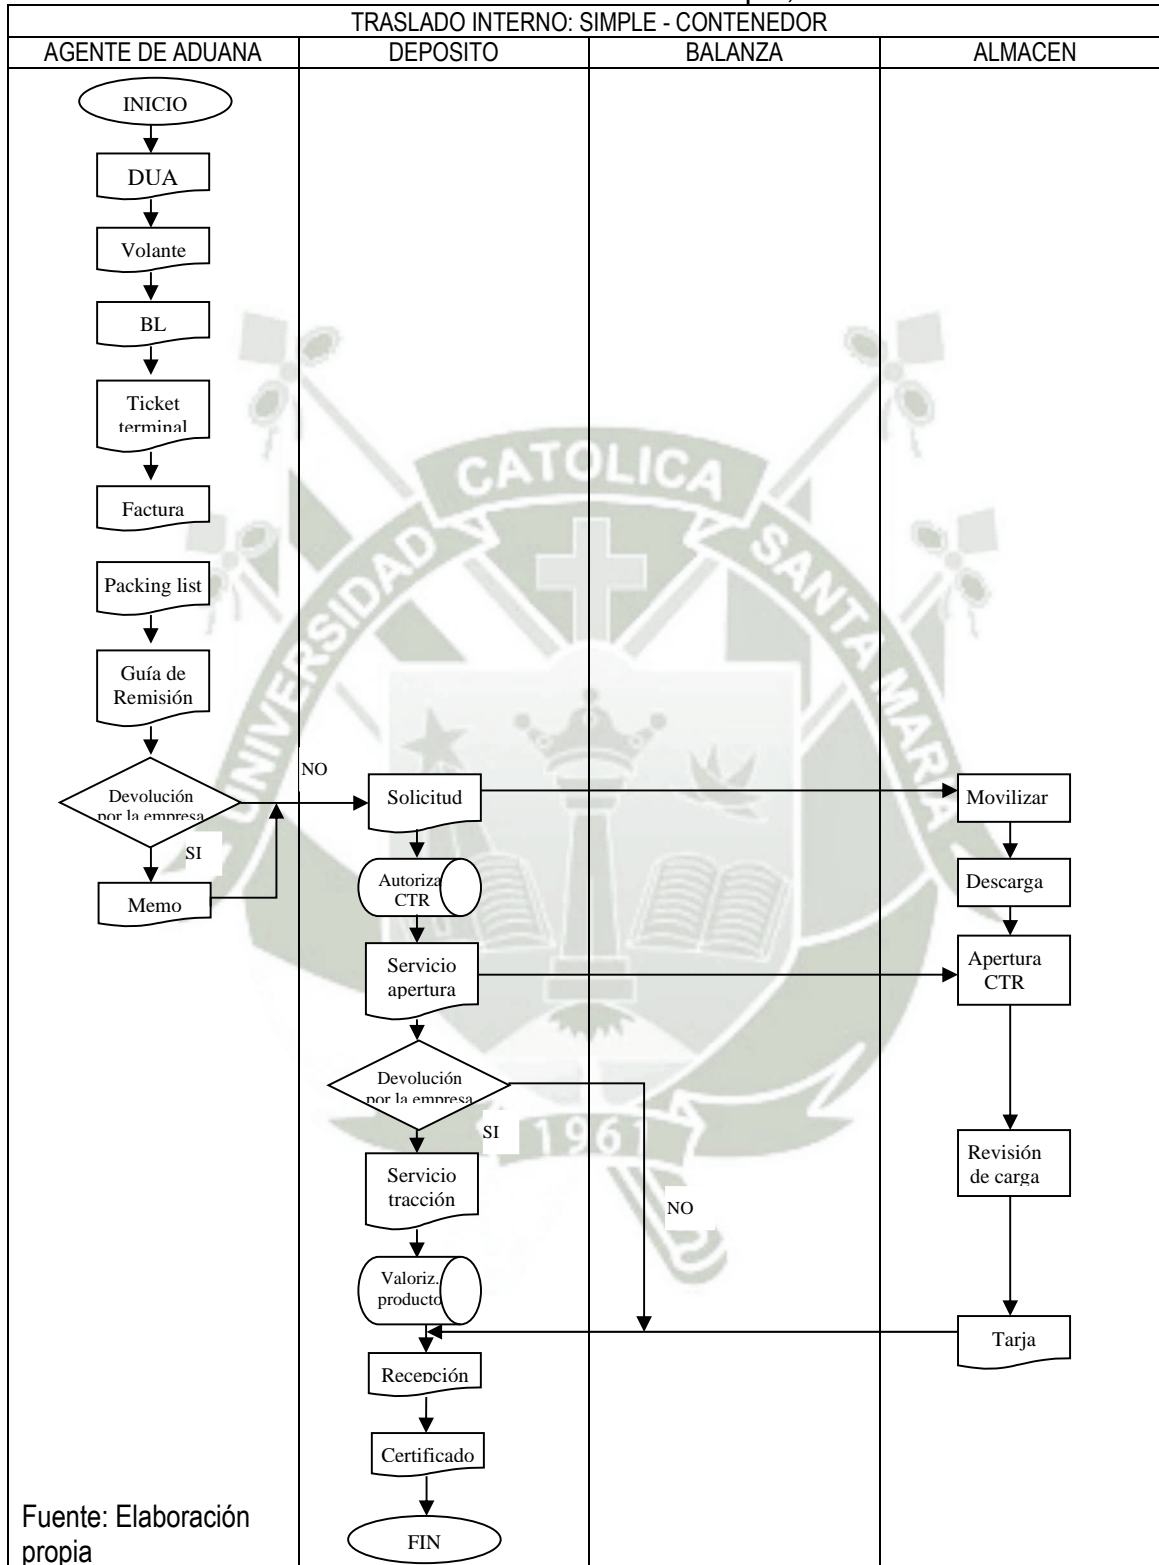 TRASLADO INTERNO: SIMPLE - CONTENEDOR
AGENTE DE ADUANA
DEPOSITO
BALANZA
ALMACEN
INICIO
DUA
Volante
BL
Ticket
terminal
Factura
Packing list
Guía de
Remisión
Devolución
por la empresa
NO
SI
Memo
Solicitud
Autoriza
CTR
Servicio
apertura
Devolución
por la empresa
SI
NO
Servicio
tracción
Valoriz.
producto
Recepción
Certificado
FIN
Movilizar
Descarga
Apertura
CTR
Revisión
de carga
Tarja
UNIVERSIDAD
CATOLICA
SANTA MARIA
1961
Fuente: Elaboración
propia